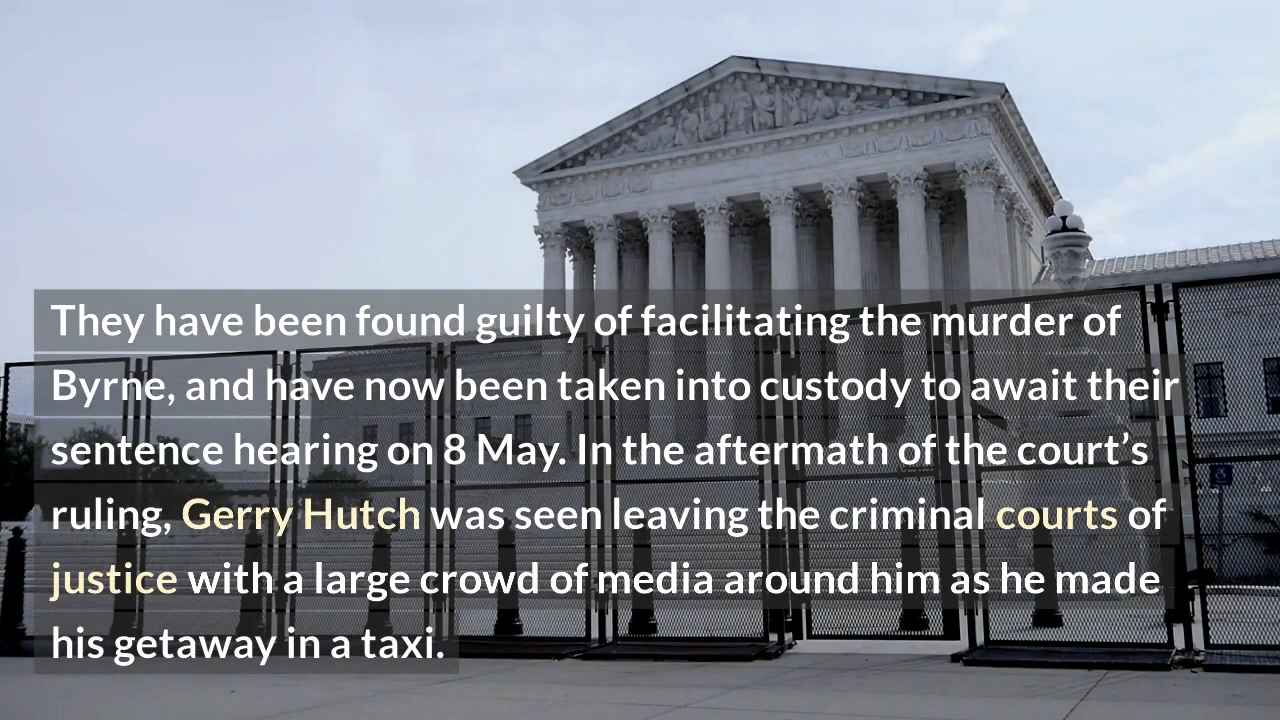 They have been found guilty of facilitating the murder of
Byrne, and have now been taken into custody to await their
sentence hearing on 8 May. In the aftermath of the court’s
ruling, Gerry Hutch was seen leaving the criminal courts of
justice with a large crowd of media around him as he made
his getaway in a taxi.